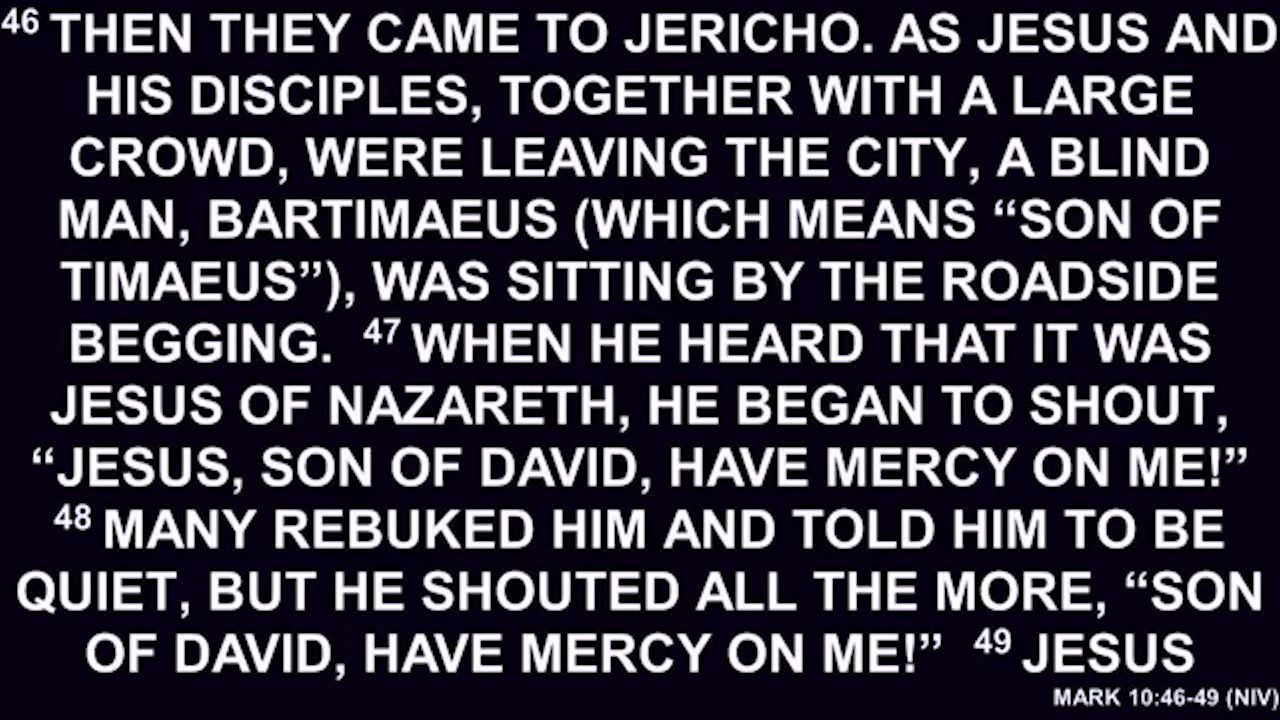 46 THEN THEY CAME TO JERICHO. AS JESUS AND
HIS DISCIPLES, TOGETHER WITH A LARGE
CROWD, WERE LEAVING THE CITY, A BLIND
MAN, BARTIMAEUS (WHICH MEANS “SON OF
TIMAEUS”), WAS SITTING BY THE ROADSIDE
BEGGING. 47 WHEN HE HEARD THAT IT WAS
JESUS OF NAZARETH, HE BEGAN TO SHOUT,
“JESUS, SON OF DAVID, HAVE MERCY ON ME!”
48 MANY REBUKED HIM AND TOLD HIM TO BE
QUIET, BUT HE SHOUTED ALL THE MORE, “SON
OF DAVID, HAVE MERCY ON ME!” 49 JESUS
MARK 10:46-49 (NIV)